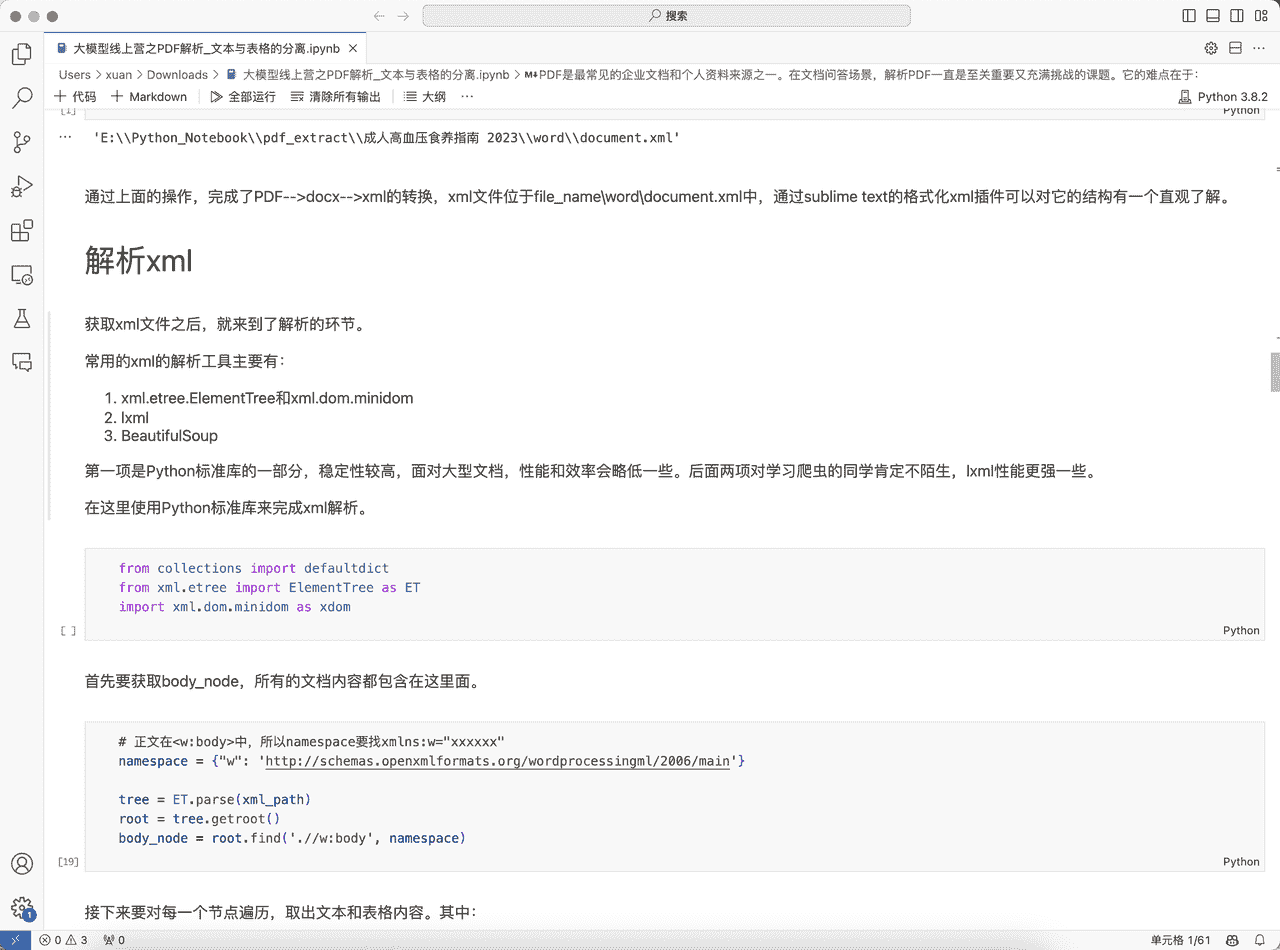 搜索
大模型线上营之PDF解析_文本与表格的分离.ipynb
Users > xuan > Downloads > 大模型线上营之PDF解析_文本与表格的分离.ipynb > M↓PDF是最常见的企业文档和个人资料来源之一。在文档问答场景，解析PDF一直是至关重要又充满挑战的课题。它的难点在于：
+ 代码 + Markdown 全部运行 清除所有输出 大纲 ··· Python 3.8.2
[1] Python
··· 'E:\\Python_Notebook\\pdf_extract\\成人高血压食养指南 2023\\word\\document.xml'
通过上面的操作，完成了PDF-->docx-->xml的转换，xml文件位于file_name\word\document.xml中，通过sublime text的格式化xml插件可以对它的结构有一个直观了解。
解析xml
获取xml文件之后，就来到了解析的环节。
常用的xml的解析工具主要有：
1. xml.etree.ElementTree和xml.dom.minidom
2. lxml
3. BeautifulSoup
第一项是Python标准库的一部分，稳定性较高，面对大型文档，性能和效率会略低一些。后面两项对学习爬虫的同学肯定不陌生，lxml性能更强一些。
在这里使用Python标准库来完成xml解析。
from collections import defaultdict
from xml.etree import ElementTree as ET
import xml.dom.minidom as xdom
[ ] Python
首先要获取body_node，所有的文档内容都包含在这里面。
# 正文在<w:body>中，所以namespace要找xmlns:w="xxxxxx"
namespace = {"w": 'http://schemas.openxmlformats.org/wordprocessingml/2006/main'}
tree = ET.parse(xml_path)
root = tree.getroot()
body_node = root.find('.//w:body', namespace)
[19] Python
接下来要对每一个节点遍历，取出文本和表格内容。其中：
1
0 3 0 单元格 1/61